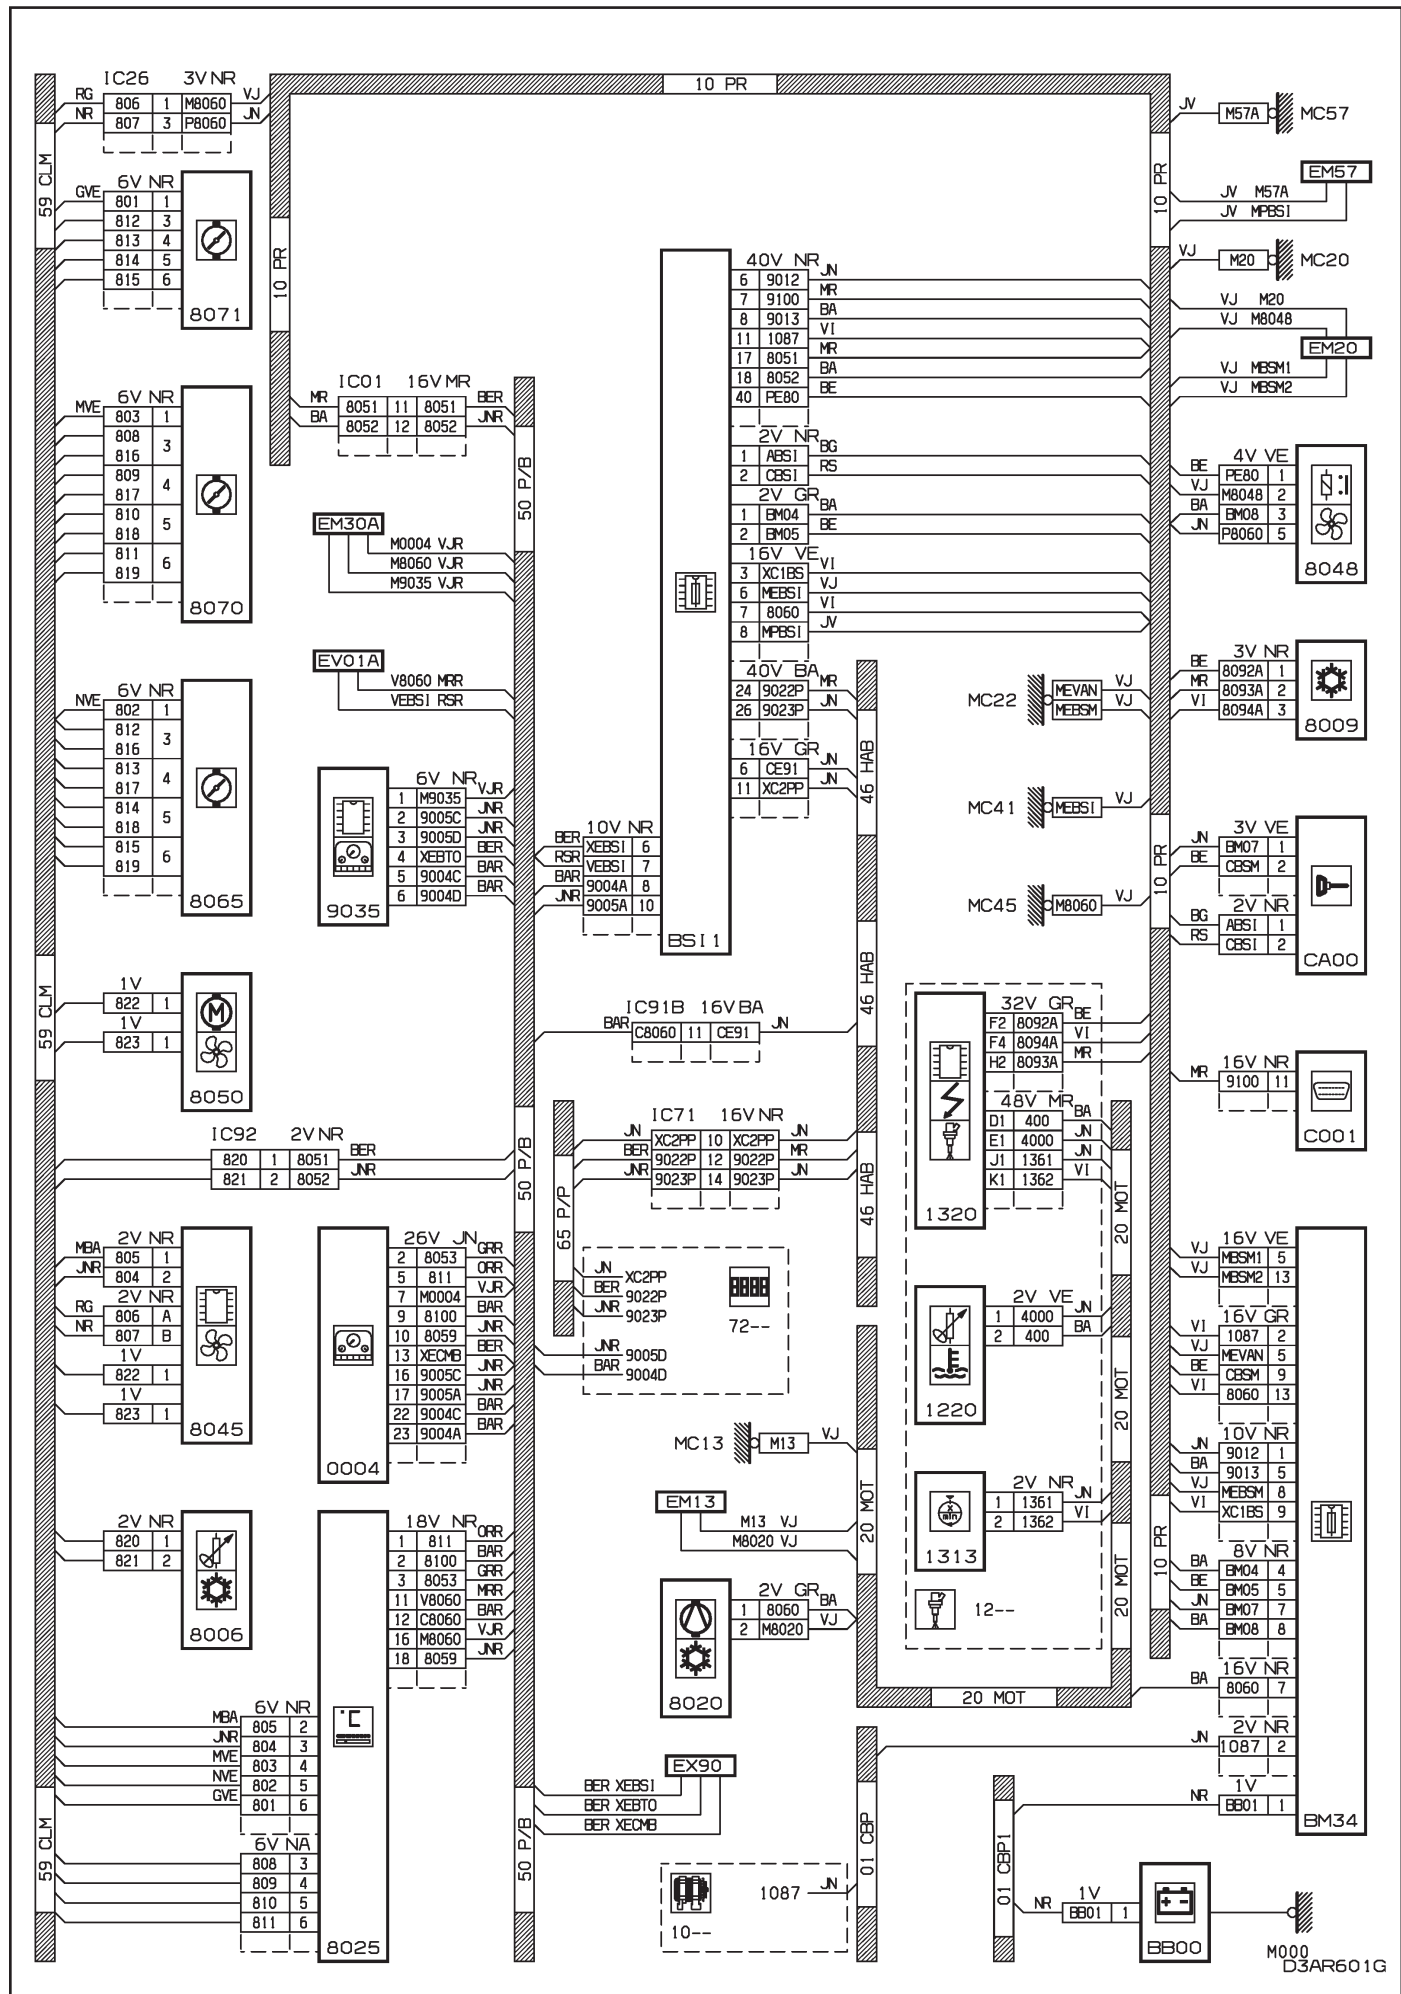 10 PR
IC26 3V NR
RG 806 1 M8060 VJ
NR 807 3 P8060 JN
59 CLM
6V NR
GVE 801 1
812 3
813 4
814 5
815 6
8071
10 PR
6V NR
MVE 803 1
808
816 3
809
817 4
810
818 5
811
819 6
8070
6V NR
NVE 802 1
812
816 3
813
817 4
814
818 5
815
819 6
8065
59 CLM
1V
822 1
1V
823 1
M
8050
IC92 2V NR
820 1 8051 BER
821 2 8052 JNR
2V NR
MBA 805 1
JNR 804 2
2V NR
RG 806 A
NR 807 B
1V
822 1
1V
823 1
8045
2V NR
820 1
821 2
8006
6V NR
MBA 805 2
JNR 804 3
MVE 803 4
NVE 802 5
GVE 801 6
6V NA
808 3
809 4
810 5
811 6
59 CLM
8025
°C
IC01 16V MR
MR 8051 11 8051 BER
BA 8052 12 8052 JNR
50 P/B
EM30A
M0004 VJR
M8060 VJR
M9035 VJR
EV01A
V8060 MRR
VEBSI RSR
6V NR
1 M9035 VJR
2 9005C JNR
3 9005D JNR
4 XEBTO BER
5 9004C BAR
6 9004D BAR
9035
50 P/B
26V JN
2 8053 GRR
5 811 ORR
7 M0004 VJR
9 8100 BAR
10 8059 JNR
13 XECMB BER
16 9005C JNR
17 9005A JNR
22 9004C BAR
23 9004A BAR
0004
18V NR
1 811 ORR
2 8100 BAR
3 8053 GRR
11 V8060 MRR
12 C8060 BAR
16 M8060 VJR
18 8059 JNR
50 P/B
40V NR
6 9012 JN
7 9100 MR
8 9013 BA
11 1087 VI
17 8051 MR
18 8052 BA
40 PE80 BE
2V NR
1 ABSI BG
2 CBSI RS
2V GR
1 BM04 BA
2 BM05 BE
16V VE
3 XC1BS VI
6 MEBSI VJ
7 8060 VI
8 MPBSI JV
40V BA
24 9022P MR
26 9023P JN
16V GR
6 CE91 JN
11 XC2PP JN
10V NR
BER XEBSI 6
RSR VEBSI 7
BAR 9004A 8
JNR 9005A 10
BSI1
46 HAB
46 HAB
46 HAB
IC91B 16V BA
BAR C8060 11 CE91 JN
IC71 16V NR
JN XC2PP 10 XC2PP JN
BER 9022P 12 9022P MR
JNR 9023P 14 9023P JN
65 P/P
JN XC2PP
BER 9022P
JNR 9023P
JNR 9005D
BAR 9004D
72--
MC13 M13 VJ
EM13
M13 VJ
M8020 VJ
20 MOT
2V GR
1 8060 BA
2 M8020 VJ
8020
EX90
BER XEBSI
BER XEBTO
BER XECMB
1087 JN
10--
01 CBP
MC22 MEVAN VJ
MEBSM VJ
MC41 MEBSI VJ
MC45 M8060 VJ
32V GR
F2 8092A BE
F4 8094A VI
H2 8093A MR
48V MR
D1 400 BA
E1 4000 JN
J1 1361 JN
K1 1362 VI
1320
2V VE
1 4000 JN
2 400 BA
1220
2V NR
1 1361 JN
2 1362 VI
x
min
1313
12--
20 MOT
20 MOT
20 MOT
20 MOT
01 CBP1
10 PR
10 PR
10 PR
JV M57A MC57
EM57
JV M57A
JV MPBSI
VJ M20 MC20
VJ M20
VJ M8048
EM20
VJ MBSM1
VJ MBSM2
4V VE
BE PE80 1
VJ M8048 2
BA BM08 3
JN P8060 5
8048
3V NR
BE 8092A 1
MR 8093A 2
VI 8094A 3
8009
3V VE
JN BM07 1
BE CBSM 2
2V NR
BG ABSI 1
RS CBSI 2
CA00
16V NR
MR 9100 11
C001
16V VE
VJ MBSM1 5
VJ MBSM2 13
16V GR
VI 1087 2
VJ MEVAN 5
BE CBSM 9
VI 8060 13
10V NR
JN 9012 1
BA 9013 5
VJ MEBSM 8
VI XC1BS 9
8V NR
BA BM04 4
BE BM05 5
JN BM07 7
BA BM08 8
16V NR
BA 8060 7
2V NR
JN 1087 2
1V
NR BB01 1
BM34
1V
NR BB01 1
+ -
BB00
M000
D3AR601G